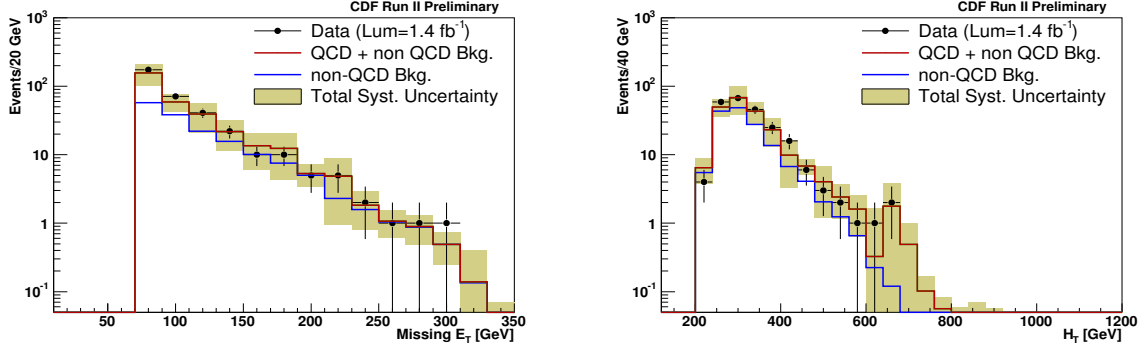 CDF Run II Preliminary
Events/20 GeV
10³
10²
10
1
10⁻¹
Data (Lum=1.4 fb⁻¹)
QCD + non QCD Bkg.
non-QCD Bkg.
Total Syst. Uncertainty
50 100 150 200 250 300 350
Missing E_T [GeV]
CDF Run II Preliminary
Events/40 GeV
10³
10²
10
1
10⁻¹
Data (Lum=1.4 fb⁻¹)
QCD + non QCD Bkg.
non-QCD Bkg.
Total Syst. Uncertainty
200 400 600 800 1000 1200
H_T [GeV]